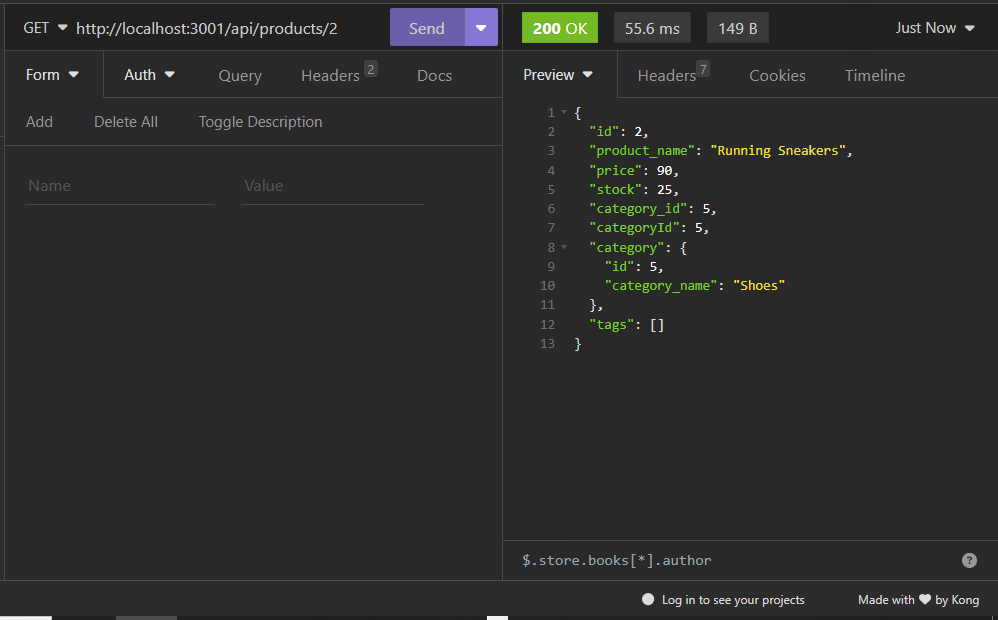 GET http://localhost:3001/api/products/2 Send 200 OK 55.6 ms 149 B Just Now
Form Auth Query Headers 2 Docs Preview Headers 7 Cookies Timeline
Add Delete All Toggle Description
Name Value
1 {
2 "id": 2,
3 "product_name": "Running Sneakers",
4 "price": 90,
5 "stock": 25,
6 "category_id": 5,
7 "categoryId": 5,
8 "category": {
9 "id": 5,
10 "category_name": "Shoes"
11 },
12 "tags": []
13 }
$.store.books[*].author ?
Log in to see your projects Made with ♥ by Kong